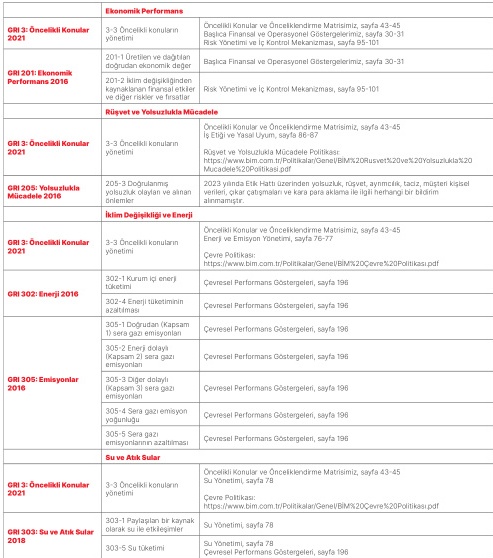 Ekonomik Performans
GRI 3: Öncelikli Konular
2021
3-3 Öncelikli konuların
yönetimi
Öncelikli Konular ve Önceliklendirme Matrisimiz, sayfa 43-45
Başlıca Finansal ve Operasyonel Göstergelerimiz, sayfa 30-31
Risk Yönetimi ve İç Kontrol Mekanizması, sayfa 95-101
GRI 201: Ekonomik
Performans 2016
201-1 Üretilen ve dağıtılan
doğrudan ekonomik değer
Başlıca Finansal ve Operasyonel Göstergelerimiz, sayfa 30-31
201-2 İklim değişikliğinden
kaynaklanan finansal etkiler
ve diğer riskler ve fırsatlar
Risk Yönetimi ve İç Kontrol Mekanizması, sayfa 95-101
Rüşvet ve Yolsuzlukla Mücadele
GRI 3: Öncelikli Konular
2021
3-3 Öncelikli konuların
yönetimi
Öncelikli Konular ve Önceliklendirme Matrisimiz, sayfa 43-45
İş Etiği ve Yasal Uyum, sayfa 86-87
Rüşvet ve Yolsuzlukla Mücadele Politikası:
https://www.bim.com.tr/Politikalar/Genel/BİM%20Rusvet%20ve%20Yolsuzlukla%20
Mucadele%20Politikasi.pdf
GRI 205: Yolsuzlukla
Mücadele 2016
205-3 Doğrulanmış
yolsuzluk olayları ve alınan
önlemler
2023 yılında Etik Hattı üzerinden yolsuzluk, rüşvet, ayrımcılık, taciz, müşteri kişisel
verileri, çıkar çatışmaları ve kara para aklama ile ilgili herhangi bir bildirim
alınmamıştır.
İklim Değişikliği ve Enerji
GRI 3: Öncelikli Konular
2021
3-3 Öncelikli konuların
yönetimi
Öncelikli Konular ve Önceliklendirme Matrisimiz, sayfa 43-45
Enerji ve Emisyon Yönetimi, sayfa 76-77
Çevre Politikası:
https://www.bim.com.tr/Politikalar/Genel/BİM%20Çevre%20Politikası.pdf
GRI 302: Enerji 2016
302-1 Kurum içi enerji
tüketimi
Çevresel Performans Göstergeleri, sayfa 196
302-4 Enerji tüketiminin
azaltılması
Çevresel Performans Göstergeleri, sayfa 196
GRI 305: Emisyonlar
2016
305-1 Doğrudan (Kapsam
1) sera gazı emisyonları
Çevresel Performans Göstergeleri, sayfa 196
305-2 Enerji dolaylı
(Kapsam 2) sera gazı
emisyonları
Çevresel Performans Göstergeleri, sayfa 196
305-3 Diğer dolaylı
(Kapsam 3) sera gazı
emisyonları
Çevresel Performans Göstergeleri, sayfa 196
305-4 Sera gazı emisyon
yoğunluğu
Çevresel Performans Göstergeleri, sayfa 196
305-5 Sera gazı
emisyonlarının azaltılması
Çevresel Performans Göstergeleri, sayfa 196
Su ve Atık Sular
GRI 3: Öncelikli Konular
2021
3-3 Öncelikli konuların
yönetimi
Öncelikli Konular ve Önceliklendirme Matrisimiz, sayfa 43-45
Su Yönetimi, sayfa 78
Çevre Politikası:
https://www.bim.com.tr/Politikalar/Genel/BİM%20Çevre%20Politikası.pdf
GRI 303: Su ve Atık Sular
2018
303-1 Paylaşılan bir kaynak
olarak su ile etkileşimler
Su Yönetimi, sayfa 78
303-5 Su tüketimi
Su Yönetimi, sayfa 78
Çevresel Performans Göstergeleri, sayfa 196